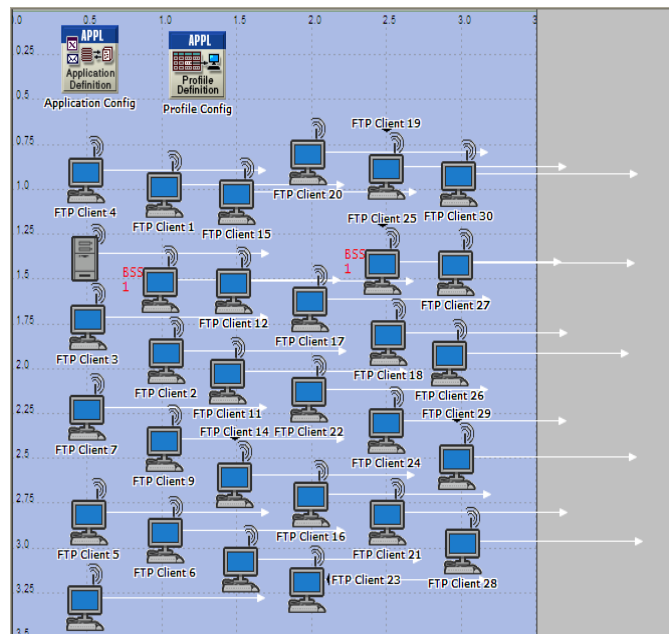 .0 0.5 1.0 1.5 2.0 2.5 3.0 3.
0.25
APPL
Application
Definition
Application Config
APPL
Profile
Definition
Profile Config
0.5
0.75
FTP Client 19
1.0
FTP Client 4
FTP Client 1
FTP Client 15
FTP Client 20
FTP Client 30
1.25
FTP Client 25
BSS
1
BSS
1
1.5
FTP Client 12
FTP Client 27
1.75
FTP Client 3
FTP Client 17
FTP Client 18
2.0
FTP Client 2
FTP Client 11
FTP Client 26
2.25
FTP Client 7
FTP Client 14
FTP Client 22
FTP Client 29
FTP Client 24
2.5
FTP Client 9
2.75
FTP Client 5
FTP Client 6
FTP Client 16
FTP Client 21
3.0
FTP Client 23
FTP Client 28
3.25
3.5